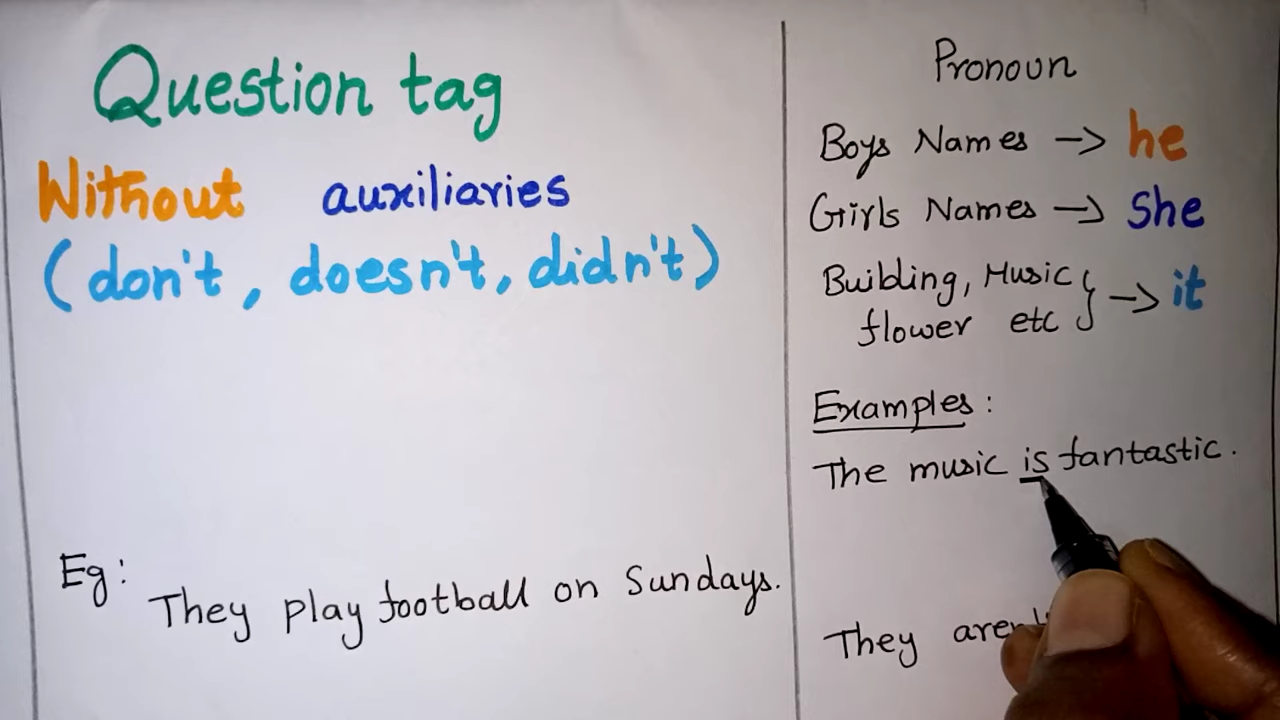 Question tag
Without auxiliaries
(don't, doesn't, didn't)
Eg: They play football on Sundays.
Pronoun
Boys Names -> he
Girls Names -> She
Building, Music } -> it
flower etc
Examples:
The music is fantastic.
They